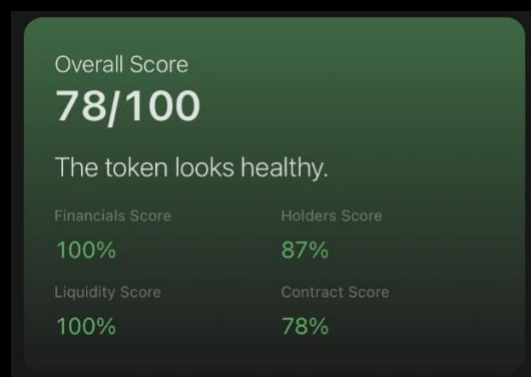 Overall Score
78/100
The token looks healthy.
Financials Score Holders Score
100% 87%
Liquidity Score Contract Score
100% 78%